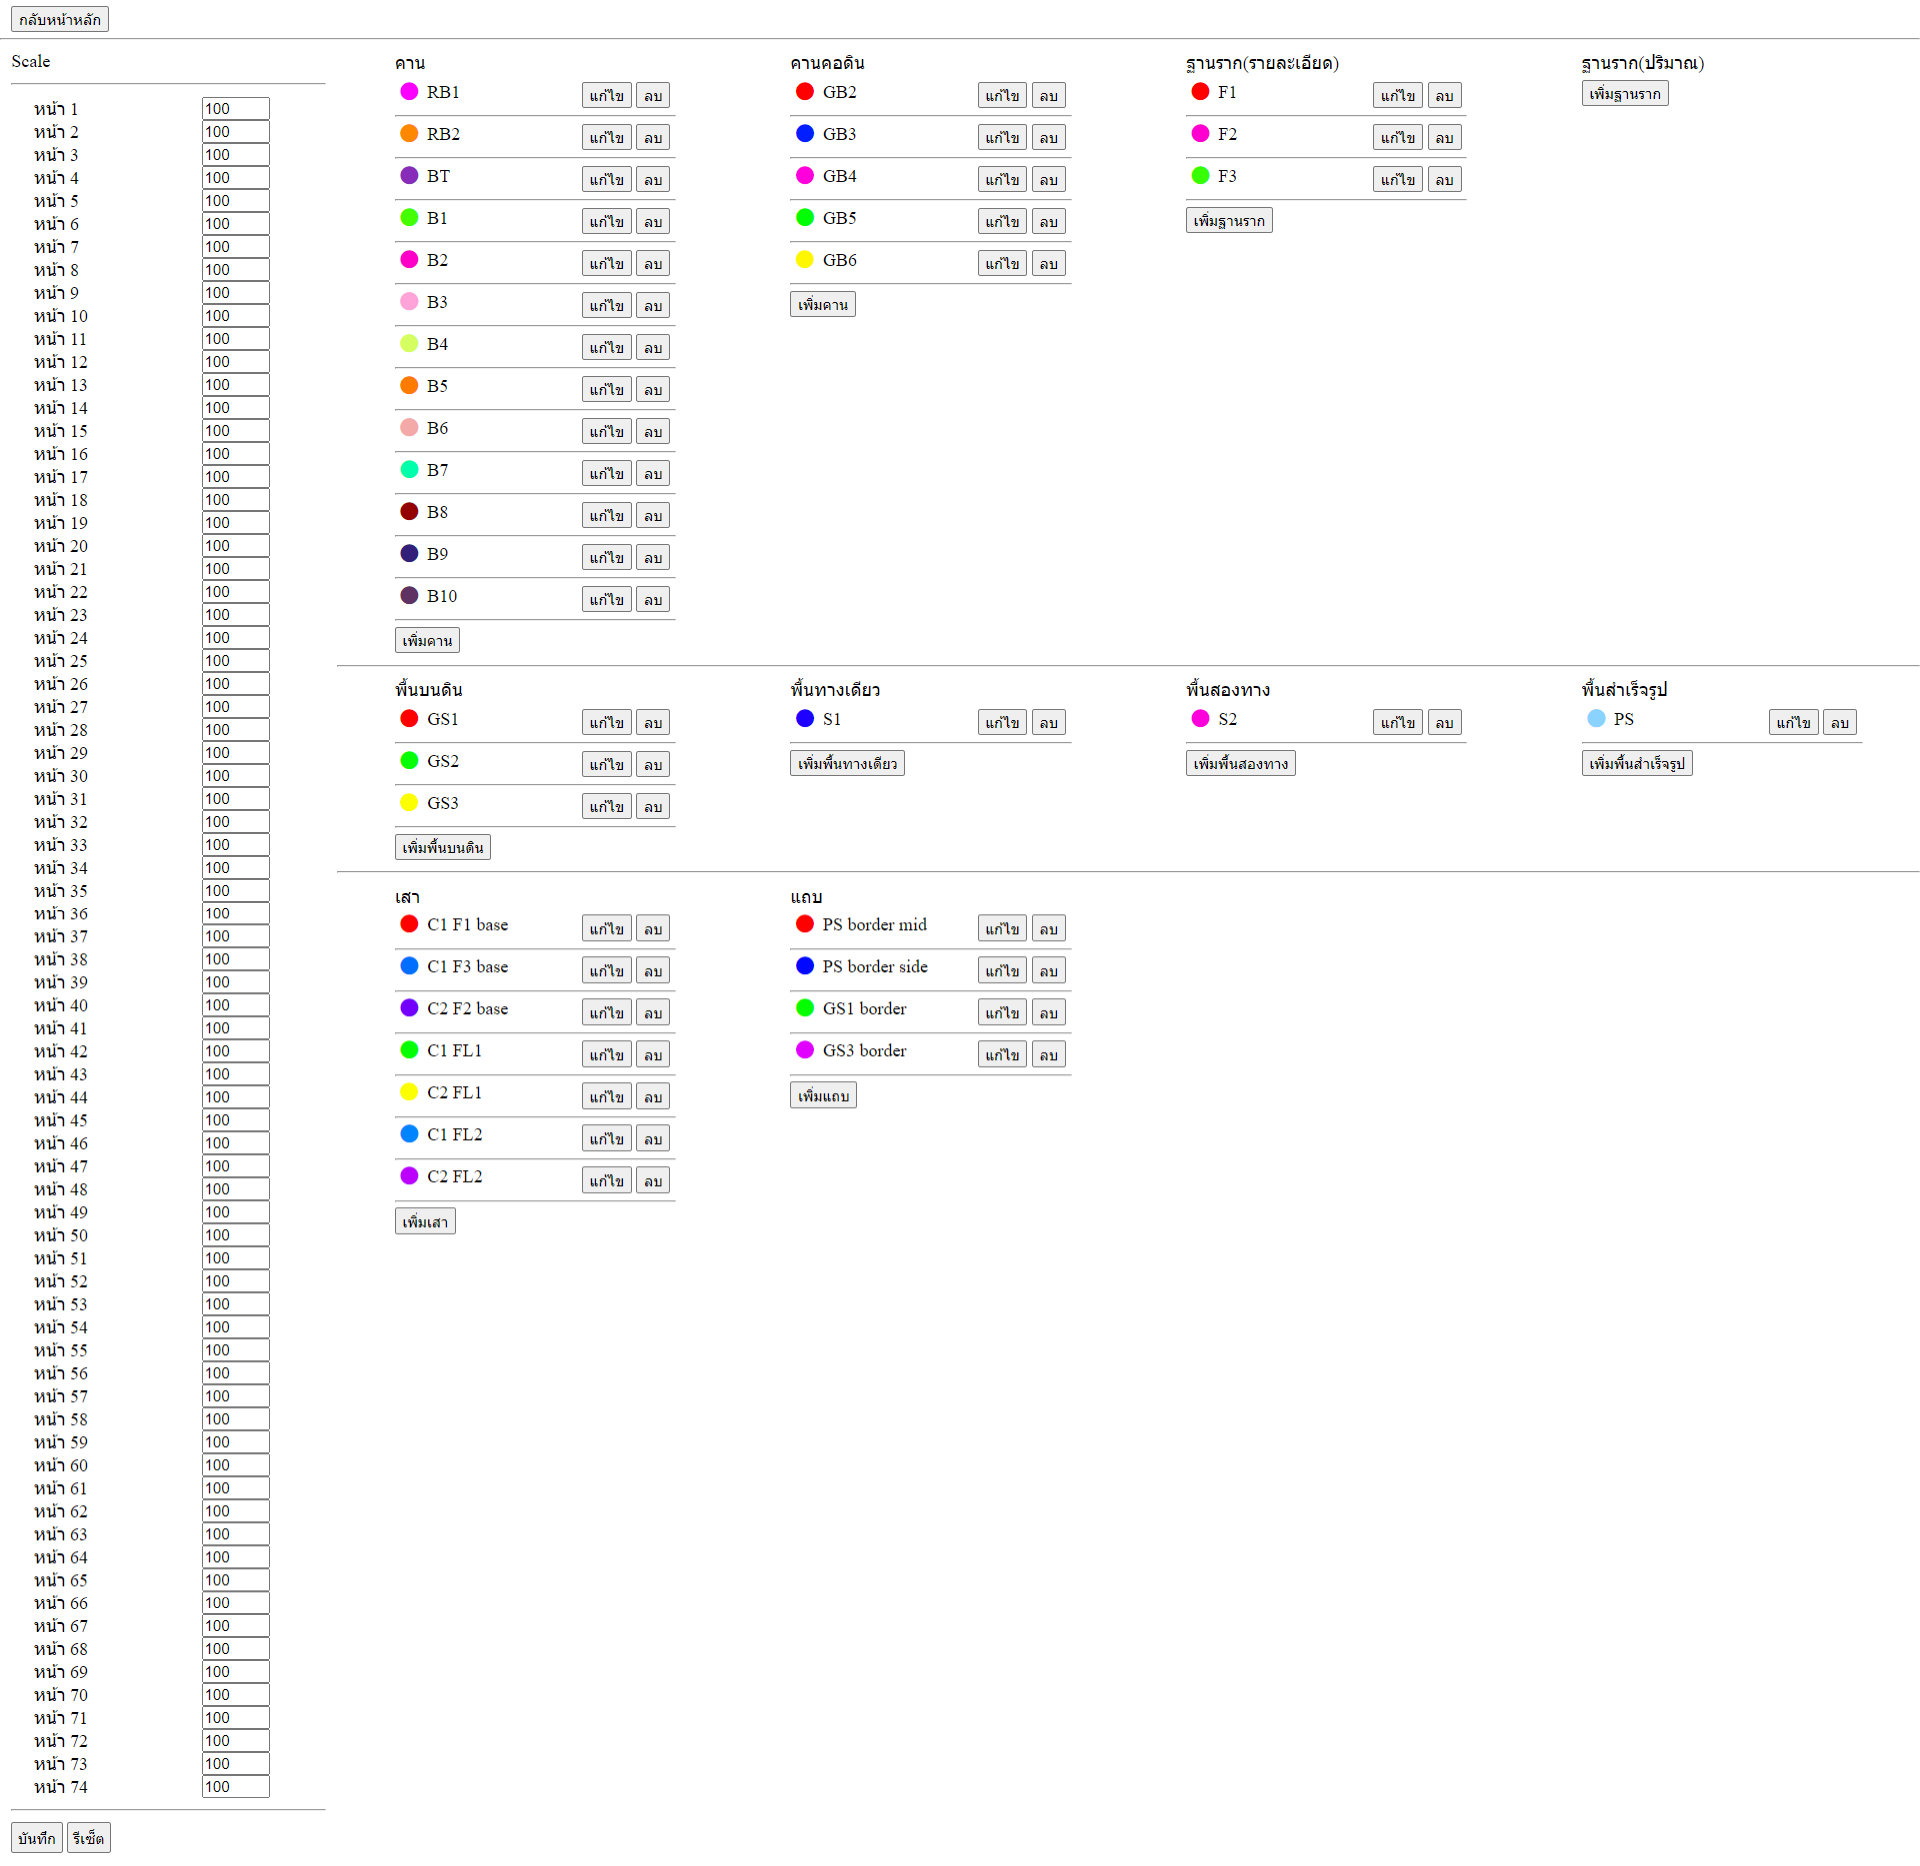 กลับหน้าหลัก
Scale
หน้า 1 100
หน้า 2 100
หน้า 3 100
หน้า 4 100
หน้า 5 100
หน้า 6 100
หน้า 7 100
หน้า 8 100
หน้า 9 100
หน้า 10 100
หน้า 11 100
หน้า 12 100
หน้า 13 100
หน้า 14 100
หน้า 15 100
หน้า 16 100
หน้า 17 100
หน้า 18 100
หน้า 19 100
หน้า 20 100
หน้า 21 100
หน้า 22 100
หน้า 23 100
หน้า 24 100
หน้า 25 100
หน้า 26 100
หน้า 27 100
หน้า 28 100
หน้า 29 100
หน้า 30 100
หน้า 31 100
หน้า 32 100
หน้า 33 100
หน้า 34 100
หน้า 35 100
หน้า 36 100
หน้า 37 100
หน้า 38 100
หน้า 39 100
หน้า 40 100
หน้า 41 100
หน้า 42 100
หน้า 43 100
หน้า 44 100
หน้า 45 100
หน้า 46 100
หน้า 47 100
หน้า 48 100
หน้า 49 100
หน้า 50 100
หน้า 51 100
หน้า 52 100
หน้า 53 100
หน้า 54 100
หน้า 55 100
หน้า 56 100
หน้า 57 100
หน้า 58 100
หน้า 59 100
หน้า 60 100
หน้า 61 100
หน้า 62 100
หน้า 63 100
หน้า 64 100
หน้า 65 100
หน้า 66 100
หน้า 67 100
หน้า 68 100
หน้า 69 100
หน้า 70 100
หน้า 71 100
หน้า 72 100
หน้า 73 100
หน้า 74 100
บันทึก รีเซ็ต
คาน
RB1 แก้ไข ลบ
RB2 แก้ไข ลบ
BT แก้ไข ลบ
B1 แก้ไข ลบ
B2 แก้ไข ลบ
B3 แก้ไข ลบ
B4 แก้ไข ลบ
B5 แก้ไข ลบ
B6 แก้ไข ลบ
B7 แก้ไข ลบ
B8 แก้ไข ลบ
B9 แก้ไข ลบ
B10 แก้ไข ลบ
เพิ่มคาน
คานคอดิน
GB2 แก้ไข ลบ
GB3 แก้ไข ลบ
GB4 แก้ไข ลบ
GB5 แก้ไข ลบ
GB6 แก้ไข ลบ
เพิ่มคาน
ฐานราก(รายละเอียด)
F1 แก้ไข ลบ
F2 แก้ไข ลบ
F3 แก้ไข ลบ
เพิ่มฐานราก
ฐานราก(ปริมาณ)
เพิ่มฐานราก
พื้นบนดิน
GS1 แก้ไข ลบ
GS2 แก้ไข ลบ
GS3 แก้ไข ลบ
เพิ่มพื้นบนดิน
พื้นทางเดียว
S1 แก้ไข ลบ
เพิ่มพื้นทางเดียว
พื้นสองทาง
S2 แก้ไข ลบ
เพิ่มพื้นสองทาง
พื้นสำเร็จรูป
PS แก้ไข ลบ
เพิ่มพื้นสำเร็จรูป
เสา
C1 F1 base แก้ไข ลบ
C1 F3 base แก้ไข ลบ
C2 F2 base แก้ไข ลบ
C1 FL1 แก้ไข ลบ
C2 FL1 แก้ไข ลบ
C1 FL2 แก้ไข ลบ
C2 FL2 แก้ไข ลบ
เพิ่มเสา
แถบ
PS border mid แก้ไข ลบ
PS border side แก้ไข ลบ
GS1 border แก้ไข ลบ
GS3 border แก้ไข ลบ
เพิ่มแถบ